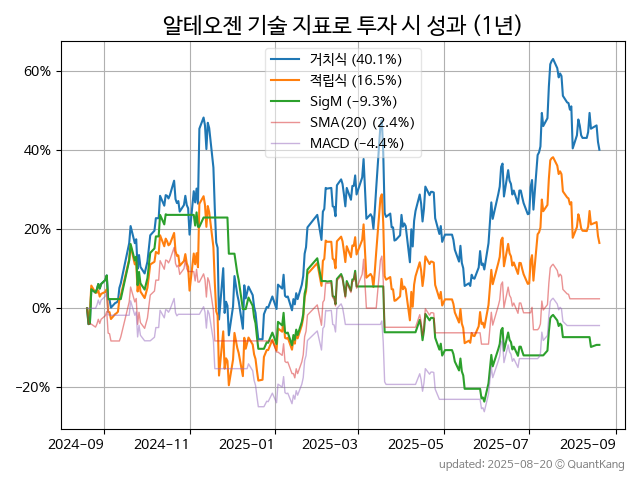 알테오젠 기술 지표로 투자 시 성과 (1년)
거치식 (40.1%)
적립식 (16.5%)
SigM (−9.3%)
SMA(20) (2.4%)
MACD (−4.4%)
60%
40%
20%
0%
−20%
2024-09 2024-11 2025-01 2025-03 2025-05 2025-07 2025-09
updated: 2025-08-20 © QuantKang